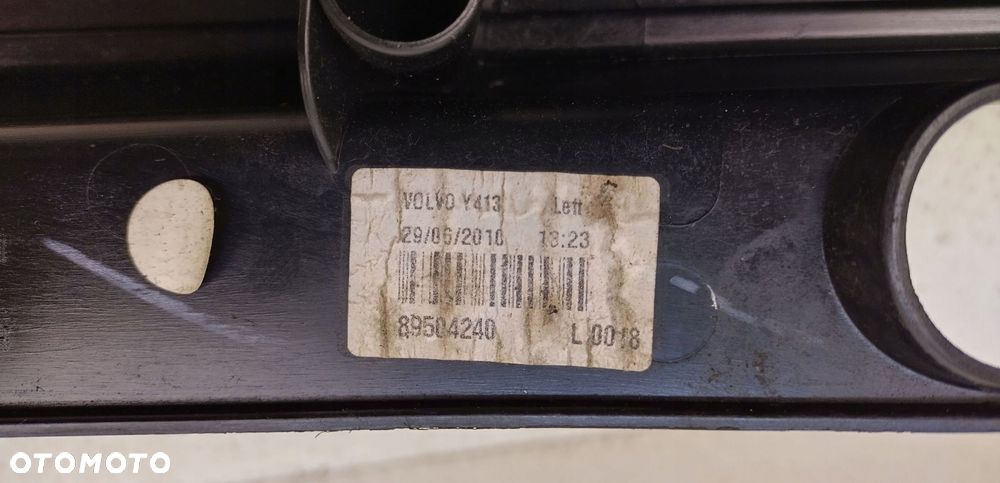 VOLVO Y413 Left
29/06/2010 13:23
89504240 L 0018
OTOMOTO